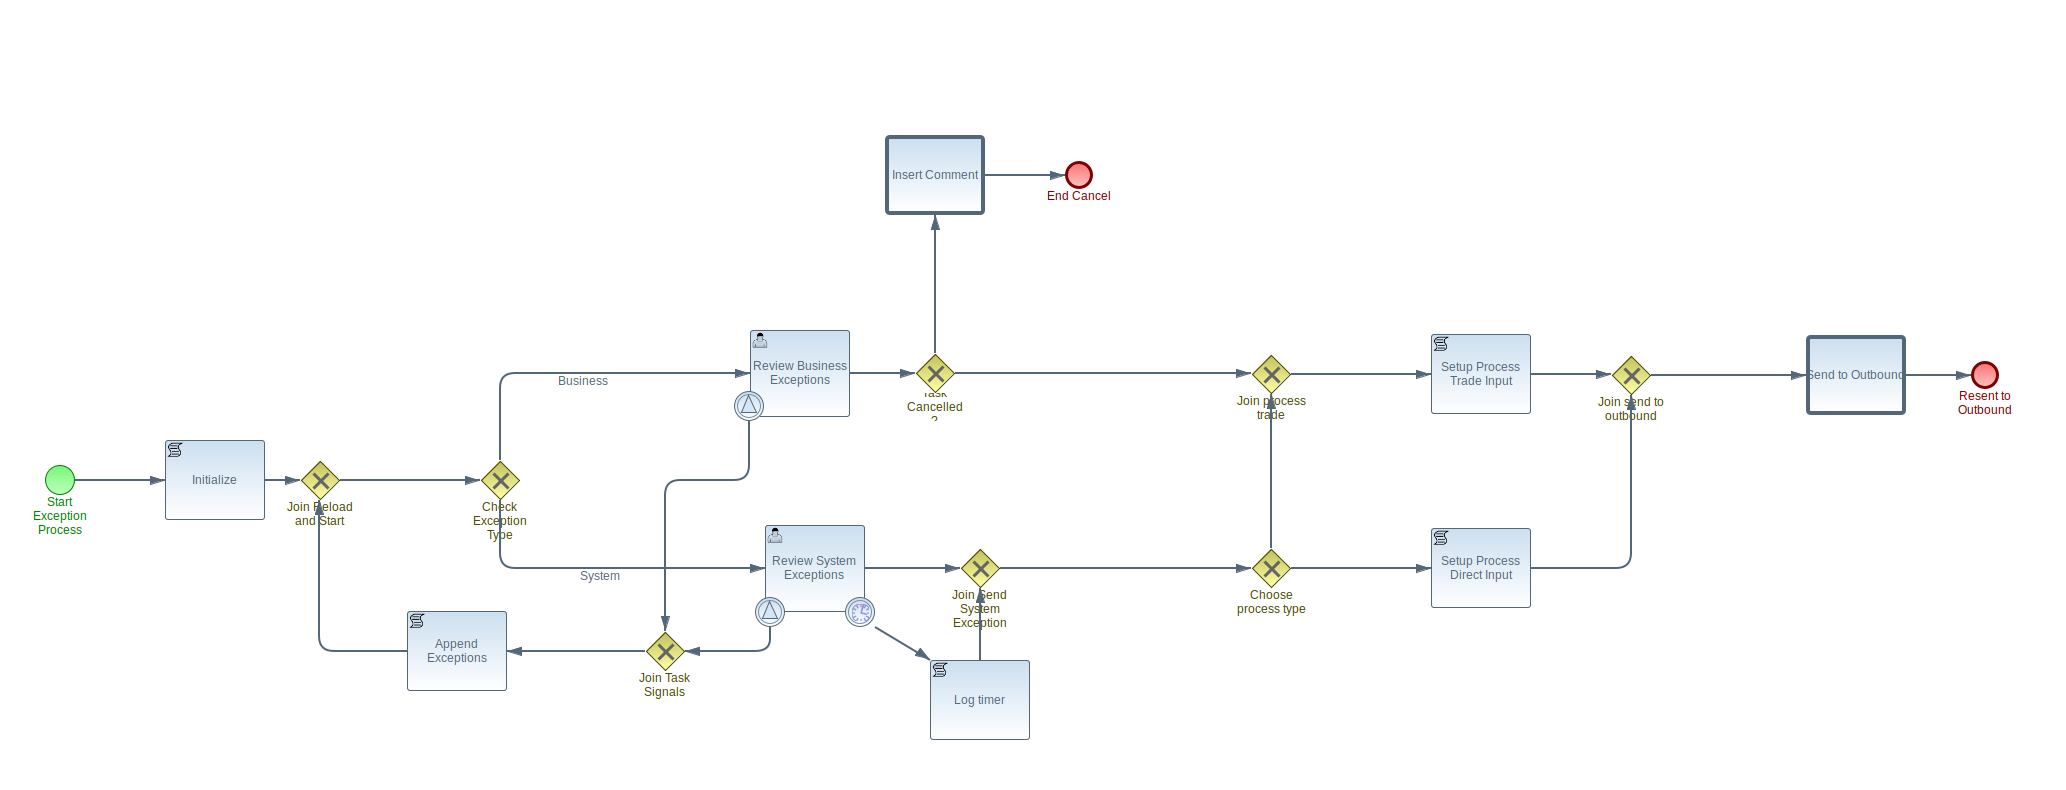 Insert Comment
End Cancel
Review Business
Exceptions
Business
Task
Cancelled
?
Join process
trade
Setup Process
Trade Input
Join send to
outbound
Send to Outbound
Resent to
Outbound
Start
Exception
Process
Initialize
Join Reload
and Start
Check
Exception
Type
System
Review System
Exceptions
Join Send
System
Exception
Choose
process type
Setup Process
Direct Input
Append
Exceptions
Join Task
Signals
Log timer